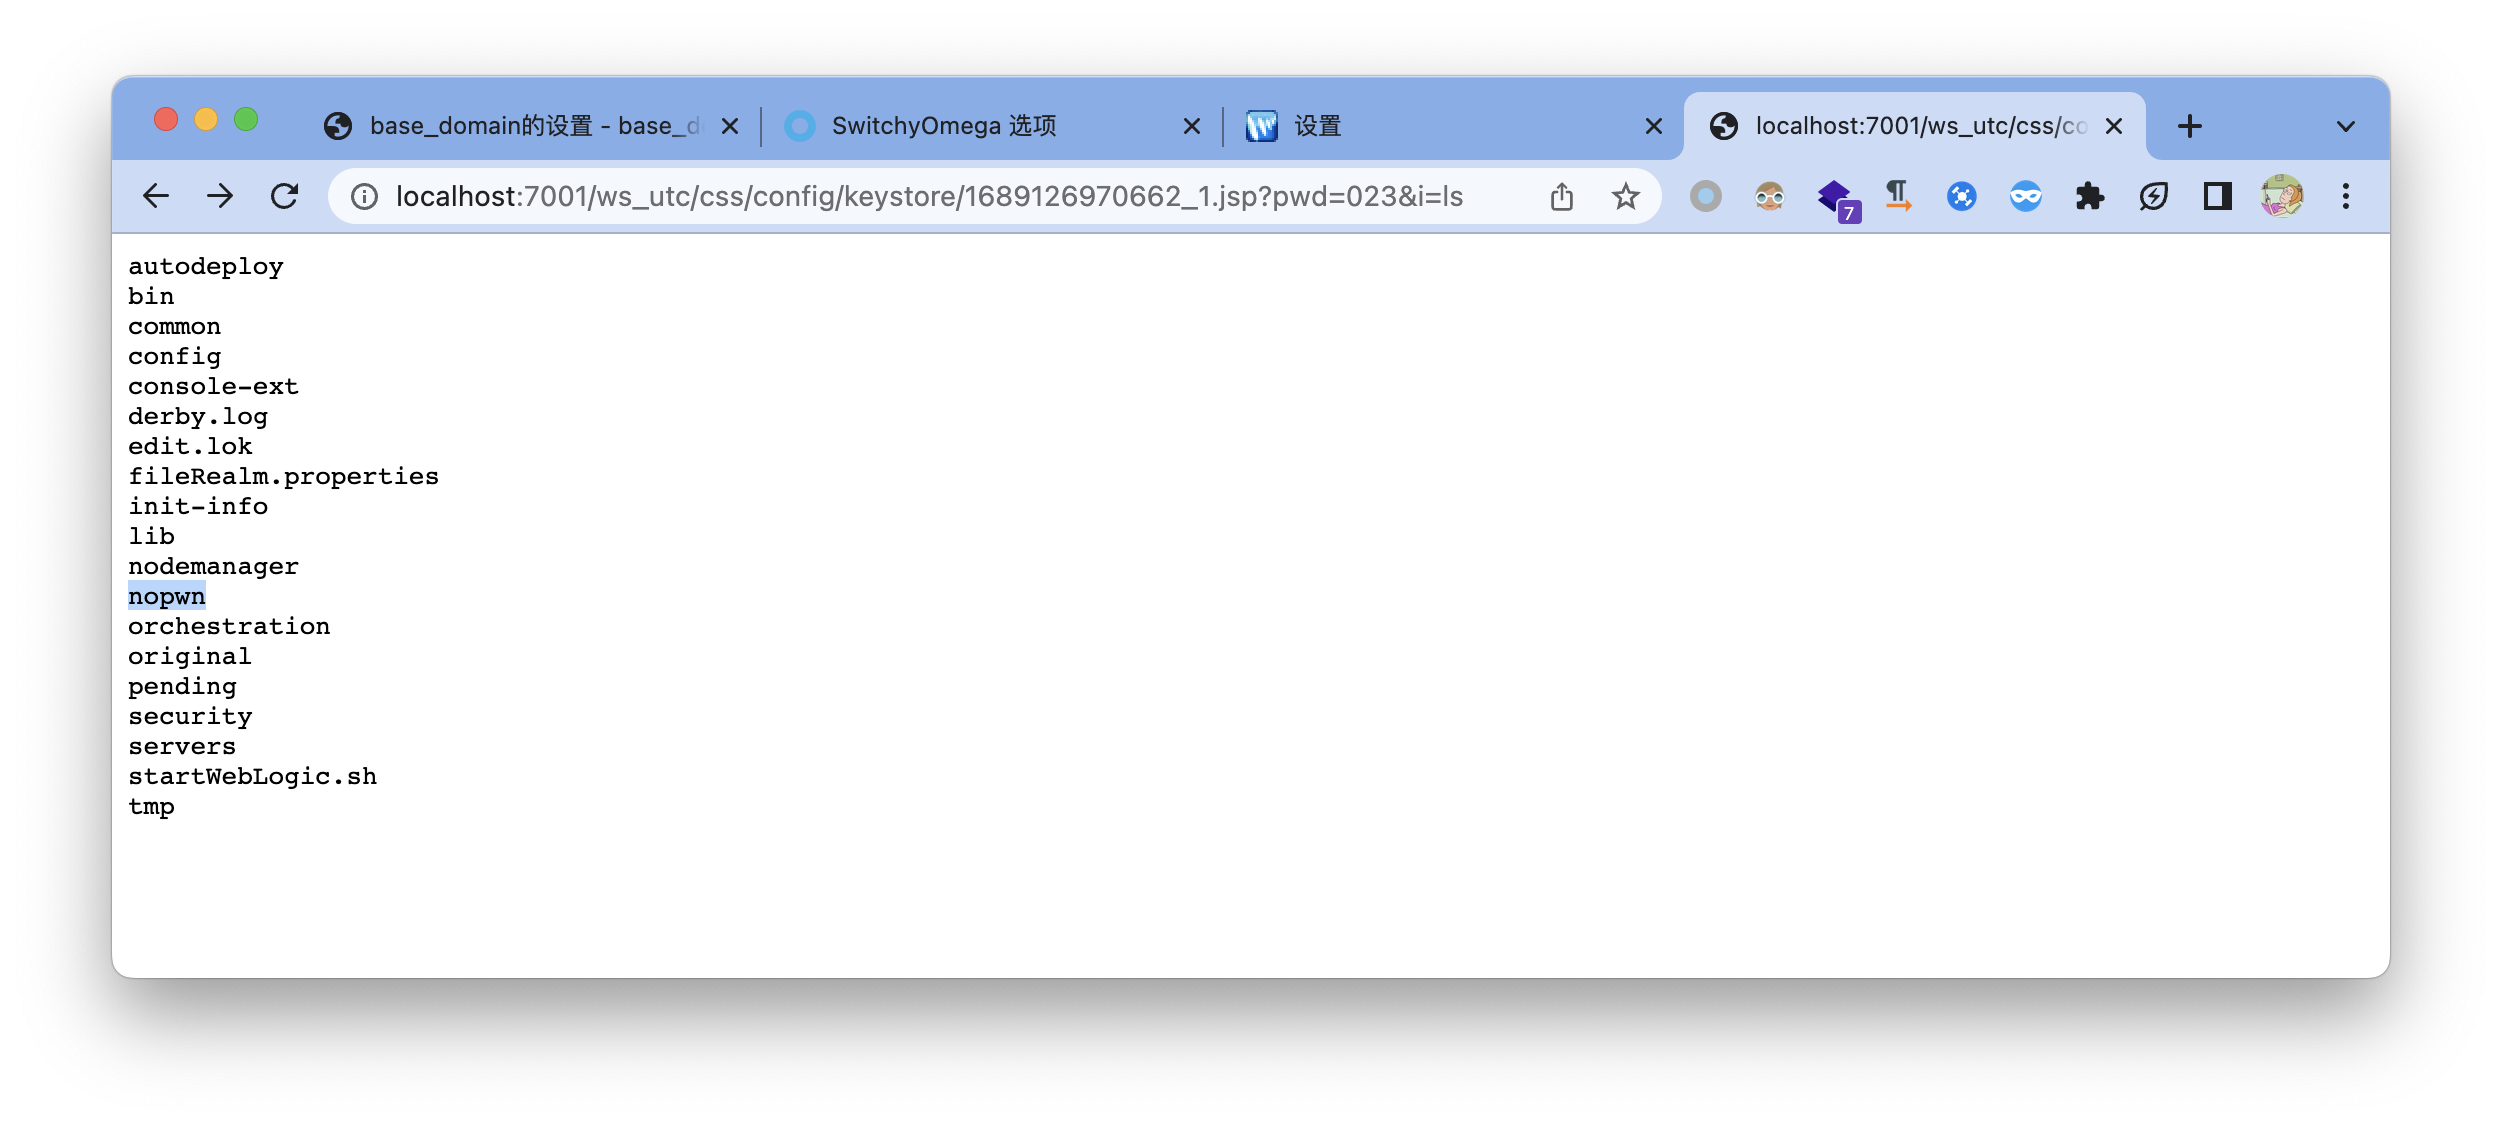 base_domain的设置 - base_d
SwitchyOmega 选项
设置
localhost:7001/ws_utc/css/co
localhost:7001/ws_utc/css/config/keystore/1689126970662_1.jsp?pwd=023&i=ls
7
autodeploy
bin
common
config
console-ext
derby.log
edit.lok
fileRealm.properties
init-info
lib
nodemanager
nopwn
orchestration
original
pending
security
servers
startWebLogic.sh
tmp